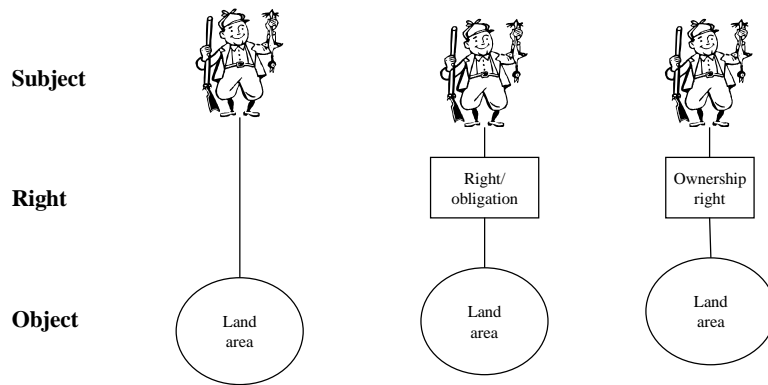 Subject
Right
Right/
obligation
Ownership
right
Object
Land
area
Land
area
Land
area